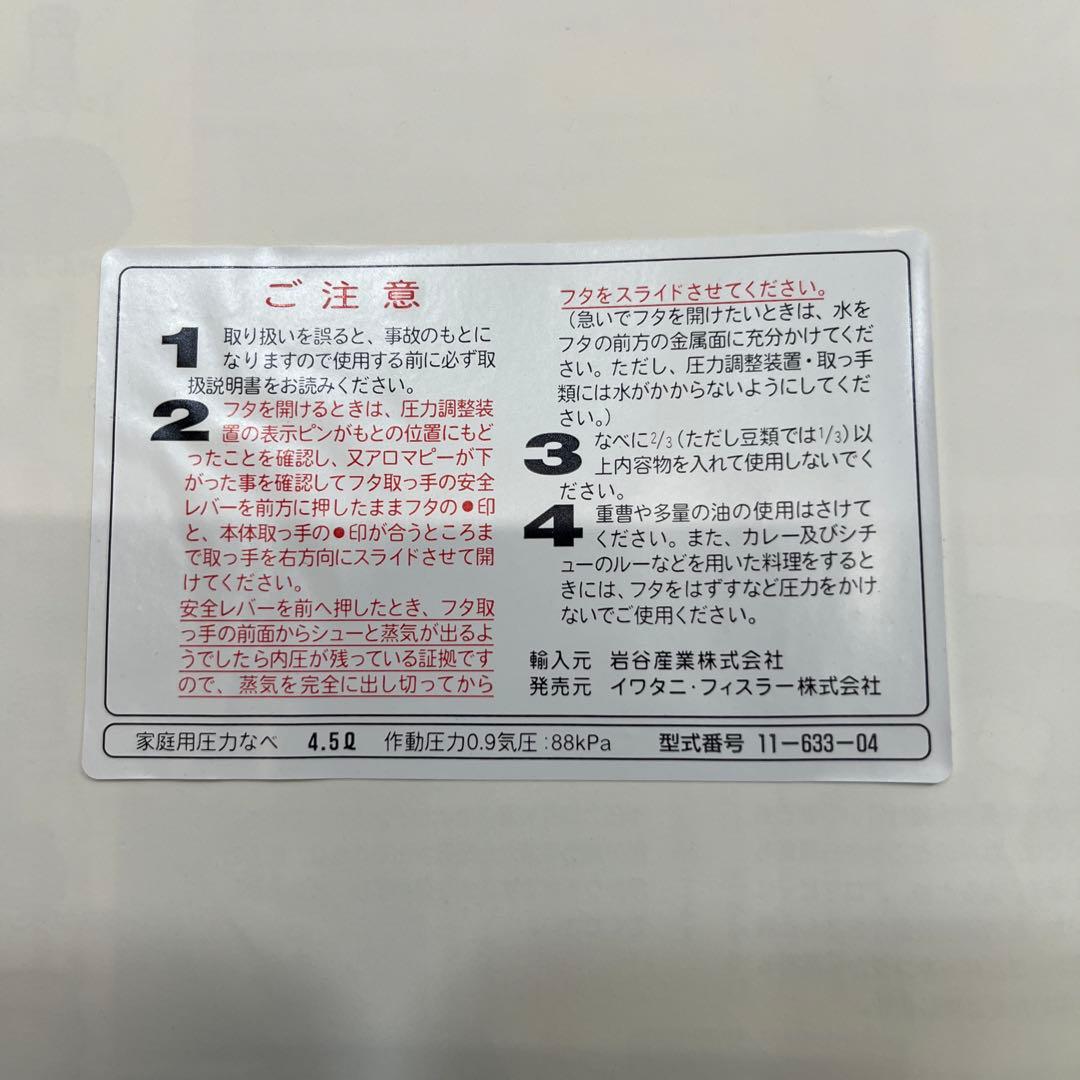 ご注意
1 取り扱いを誤ると、事故のもとに
なりますので使用する前に必ず取
扱説明書をお読みください。
2 フタを開けるときは、圧力調整装
置の表示ピンがもとの位置にもど
ったことを確認し、又アロマピーが下
がった事を確認してフタ取っ手の安全
レバーを前方に押したままフタの●印
と、本体取っ手の●印が合うところま
で取っ手を右方向にスライドさせて開
けてください。
安全レバーを前へ押したとき、フタ取
っ手の前面からシューと蒸気が出るよ
うでしたら内圧が残っている証拠です
ので、蒸気を完全に出し切ってから
フタをスライドさせてください。
（急いでフタを開けたいときは、水を
フタの前方の金属面に充分かけてくだ
さい。ただし、圧力調整装置・取っ手
類には水がかからないようにしてくだ
さい。）
3 なべに2/3（ただし豆類では1/3）以
上内容物を入れて使用しないでく
ださい。
4 重曹や多量の油の使用はさけて
ください。また、カレー及びシチ
ューのルーなどを用いた料理をすると
きには、フタをはずすなど圧力をかけ
ないでご使用ください。
輸入元 岩谷産業株式会社
発売元 イワタニ・フィスラー株式会社
家庭用圧力なべ 4.5ℓ 作動圧力0.9気圧:88kPa 型式番号 11-633-04